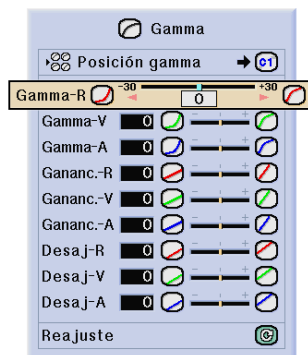 Gamma
Posición gamma C1
Gamma-R -30 0 +30
Gamma-V 0 - +
Gamma-A 0 - +
Gananc.-R 0 - +
Gananc.-V 0 - +
Gananc.-A 0 - +
Desaj-R 0 - +
Desaj-V 0 - +
Desaj-A 0 - +
Reajuste